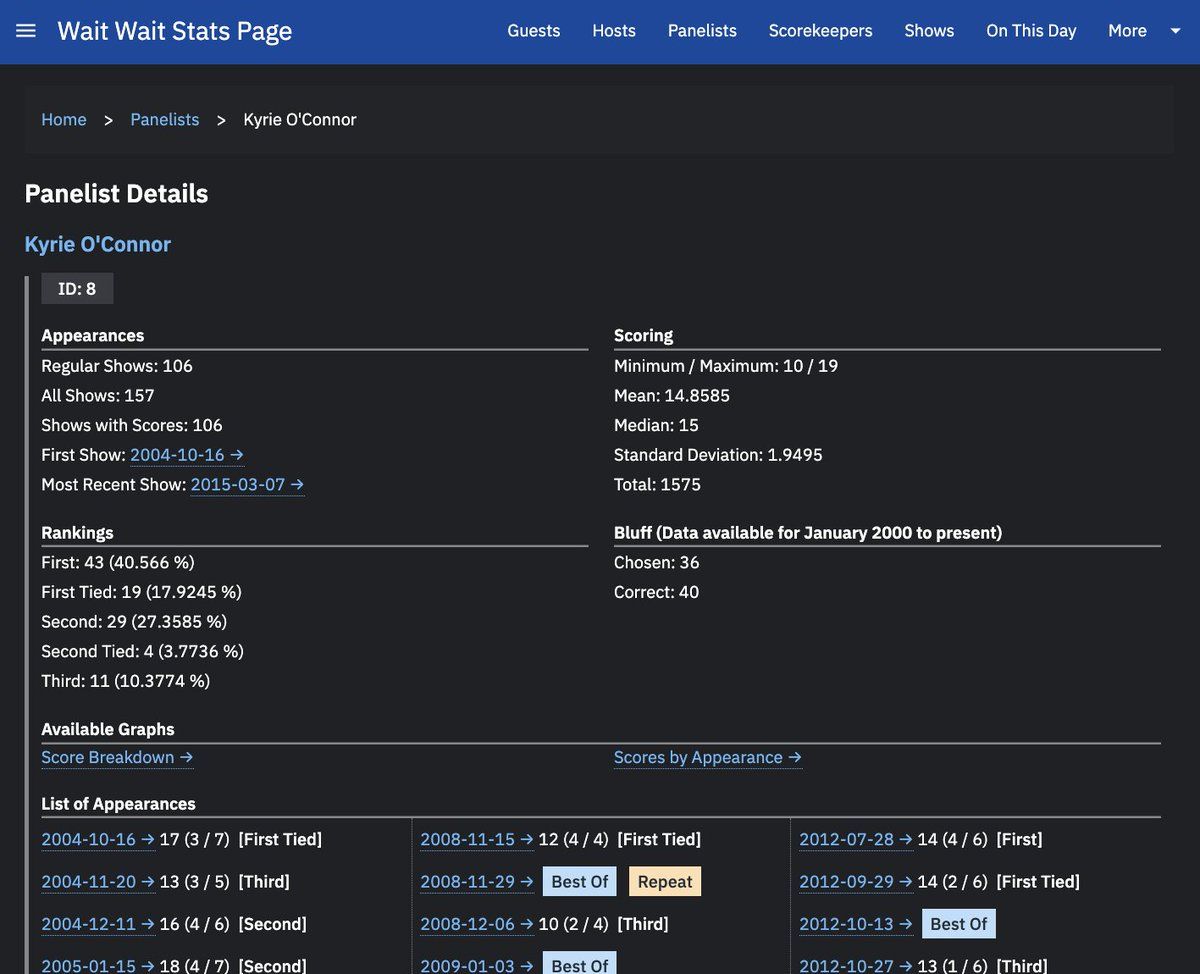 Wait Wait Stats Page
Guests Hosts Panelists Scorekeepers Shows On This Day More
Home > Panelists > Kyrie O'Connor
Panelist Details
Kyrie O'Connor
ID: 8
Appearances
Regular Shows: 106
All Shows: 157
Shows with Scores: 106
First Show: 2004-10-16 →
Most Recent Show: 2015-03-07 →
Scoring
Minimum / Maximum: 10 / 19
Mean: 14.8585
Median: 15
Standard Deviation: 1.9495
Total: 1575
Rankings
First: 43 (40.566 %)
First Tied: 19 (17.9245 %)
Second: 29 (27.3585 %)
Second Tied: 4 (3.7736 %)
Third: 11 (10.3774 %)
Bluff (Data available for January 2000 to present)
Chosen: 36
Correct: 40
Available Graphs
Score Breakdown →
Scores by Appearance →
List of Appearances
2004-10-16 → 17 (3 / 7) [First Tied]
2004-11-20 → 13 (3 / 5) [Third]
2004-12-11 → 16 (4 / 6) [Second]
2005-01-15 → 18 (4 / 7) [Second]
2008-11-15 → 12 (4 / 4) [First Tied]
2008-11-29 → Best Of Repeat
2008-12-06 → 10 (2 / 4) [Third]
2009-01-03 → Best Of
2012-07-28 → 14 (4 / 6) [First]
2012-09-29 → 14 (2 / 6) [First Tied]
2012-10-13 → Best Of
2012-10-27 → 13 (1 / 6) [Third]